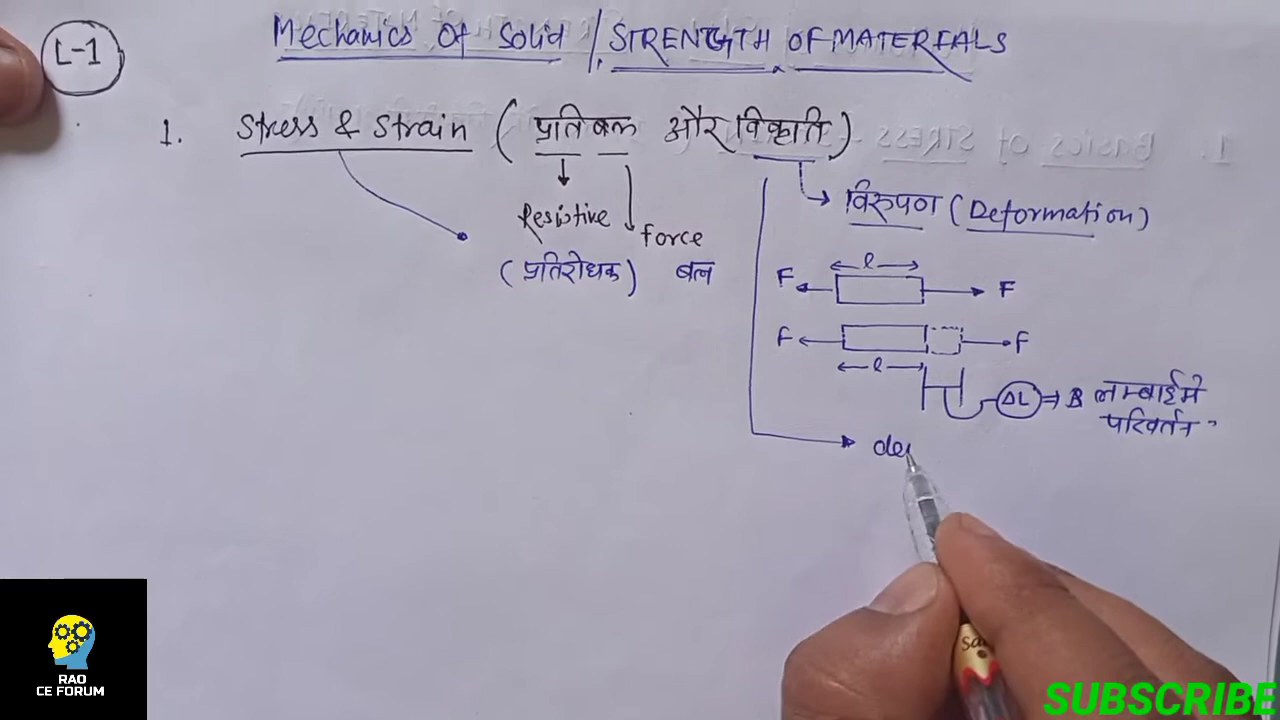 L-1
Mechanics Of Solid / STRENGTH OF MATERIALS
1. Stress & Strain ( प्रतिबल और विकृति )
विरुपण ( Deformation )
Resistive
force
(प्रतिरोधक) बल
l
F F
F F
l
ΔL ⇒ लम्बाई मे
परिवर्तन
de
RAO
CE FORUM
SUBSCRIBE